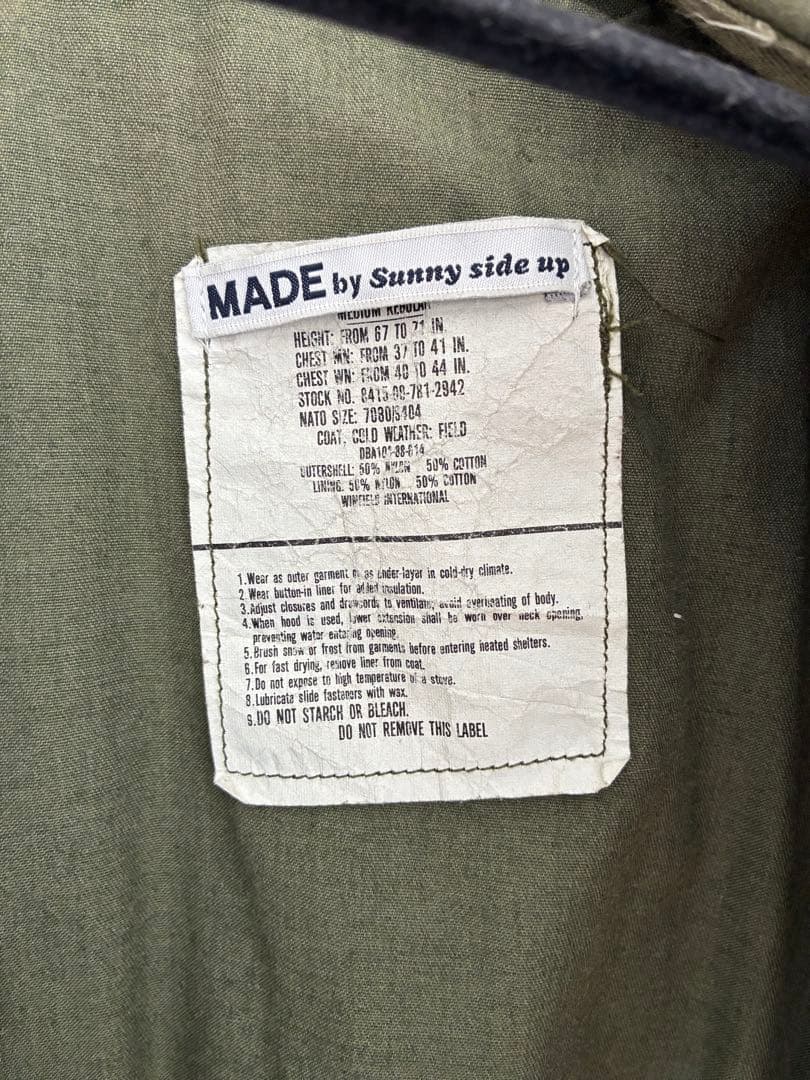 MADE by Sunny side up
MEDIUM REGULAR
HEIGHT: FROM 67 TO 71 IN.
CHEST MN: FROM 37 TO 41 IN.
CHEST WN: FROM 40 TO 44 IN.
STOCK NO. 8415-00-781-2942
NATO SIZE: 7080/9404
COAT, COLD WEATHER: FIELD
OUTERSHELL: 50% NYLON 50% COTTON
LINING: 50% NYLON 50% COTTON
WINFIELD INTERNATIONAL
1.Wear as outer garment or as under-layer in cold-dry climate.
2.Wear button-in liner for added insulation.
3.Adjust closures and drawcords to ventilate; avoid overheating of body.
4.When hood is used, lower extension shall be worn over neck opening,
preventing water entering opening.
5.Brush snow or frost from garments before entering heated shelters.
6.For fast drying, remove liner from coat.
7.Do not expose to high temperature of a stove.
8.Lubricate slide fasteners with wax.
9.DO NOT STARCH OR BLEACH.
DO NOT REMOVE THIS LABEL